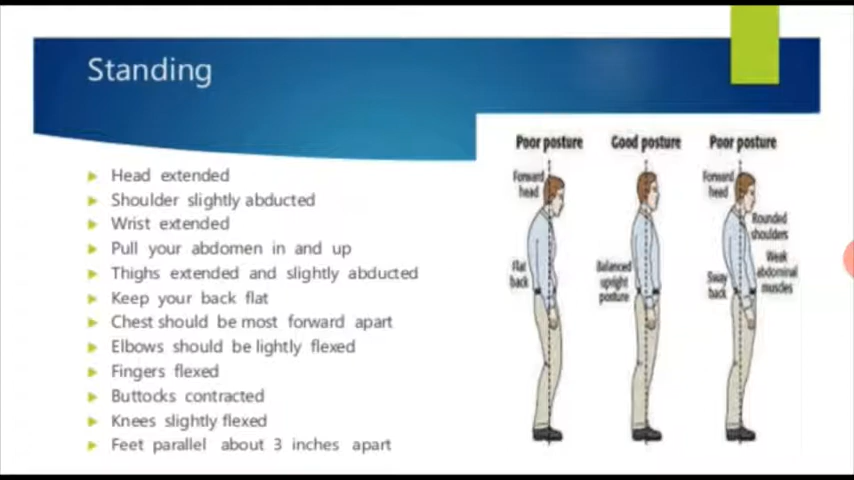 Standing
Head extended
Shoulder slightly abducted
Wrist extended
Pull your abdomen in and up
Thighs extended and slightly abducted
Keep your back flat
Chest should be most forward apart
Elbows should be lightly flexed
Fingers flexed
Buttocks contracted
Knees slightly flexed
Feet parallel about 3 inches apart
Poor posture
Forward
head
Flat
back
Good posture
Balanced
upright
posture
Poor posture
Forward
head
Rounded
shoulders
Weak
abdominal
muscles
Sway
back